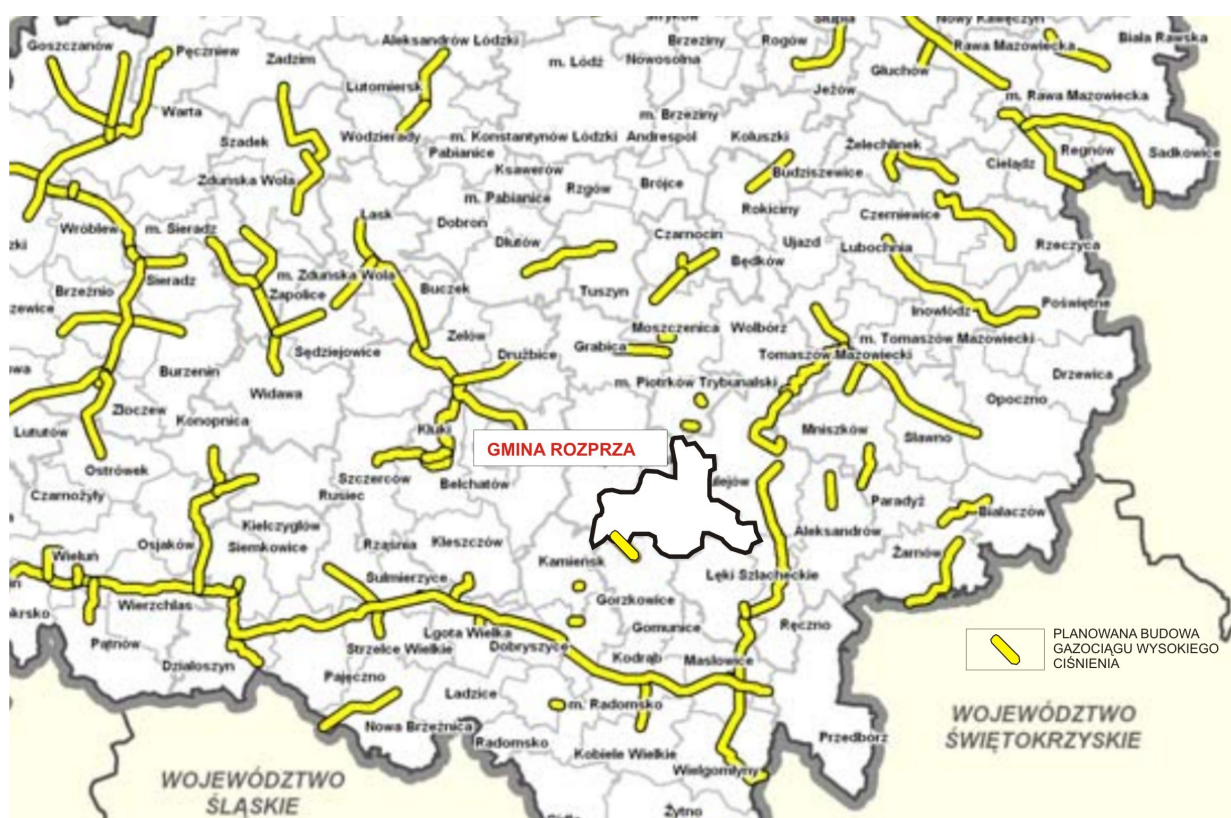 Nowy Kawęczyn
Goszczanów
Pęczniew
Zadzim
Aleksandrów Łódzki
Brzeziny
Rogów
Rawa Mazowiecka
Biała Rawska
m. Łódź
Nowosolna
Głuchów
Lutomiersk
Jeżów
m. Rawa Mazowiecka
Warta
m. Brzeziny
Szadek
Wodzierady
m. Konstantynów Łódzki
Andrespol
Koluszki
Żelechlinek
Pabianice
Regnów
Sadkowice
Cielądz
Ksawerów
Budziszewice
Zduńska Wola
Rzgów
Brójce
m. Pabianice
Rokiciny
Czerniewice
Łask
Dobroń
Wróblew
m. Sieradz
Dłutów
Czarnocin
Ujazd
Lubochnia
Rzeczyca
Będków
m. Zduńska Wola
Sieradz
Brzeźnio
Zapolice
Buczek
Tuszyn
Poświętne
Inowłódz
Moszczenica
Wolbórz
Zelów
m. Tomaszów Mazowiecki
Grabica
Sędziejowice
Drużbice
Tomaszów Mazowiecki
Burzenin
Drzewica
m. Piotrków Trybunalski
Widawa
Opoczno
Złoczew
Konopnica
Lututów
Kluki
Mniszków
Sławno
GMINA ROZPRZA
Ostrówek
Szczerców
Bełchatów
Czarnożyły
Rusiec
Paradyż
Białaczów
Kiełczygłów
Aleksandrów
Osjaków
Siemkowice
Rząśnia
Kleszczów
Żarnów
Wieluń
Kamieńsk
Sulmierzyce
Łęki Szlacheckie
Wierzchlas
Gorzkowice
Gomunice
Ręczno
Lgota Wielka
Pątnów
Strzelce Wielkie
Dobryszyce
PLANOWANA BUDOWA
GAZOCIĄGU WYSOKIEGO
CIŚNIENIA
Działoszyn
Kodrąb
Masłowice
Pajęczno
Ładzice
m. Radomsko
Nowa Brzeźnica
WOJEWÓDZTWO
ŚWIĘTOKRZYSKIE
Radomsko
Kobiele Wielkie
Przedbórz
Wielgomłyny
WOJEWÓDZTWO
ŚLĄSKIE
Żytno